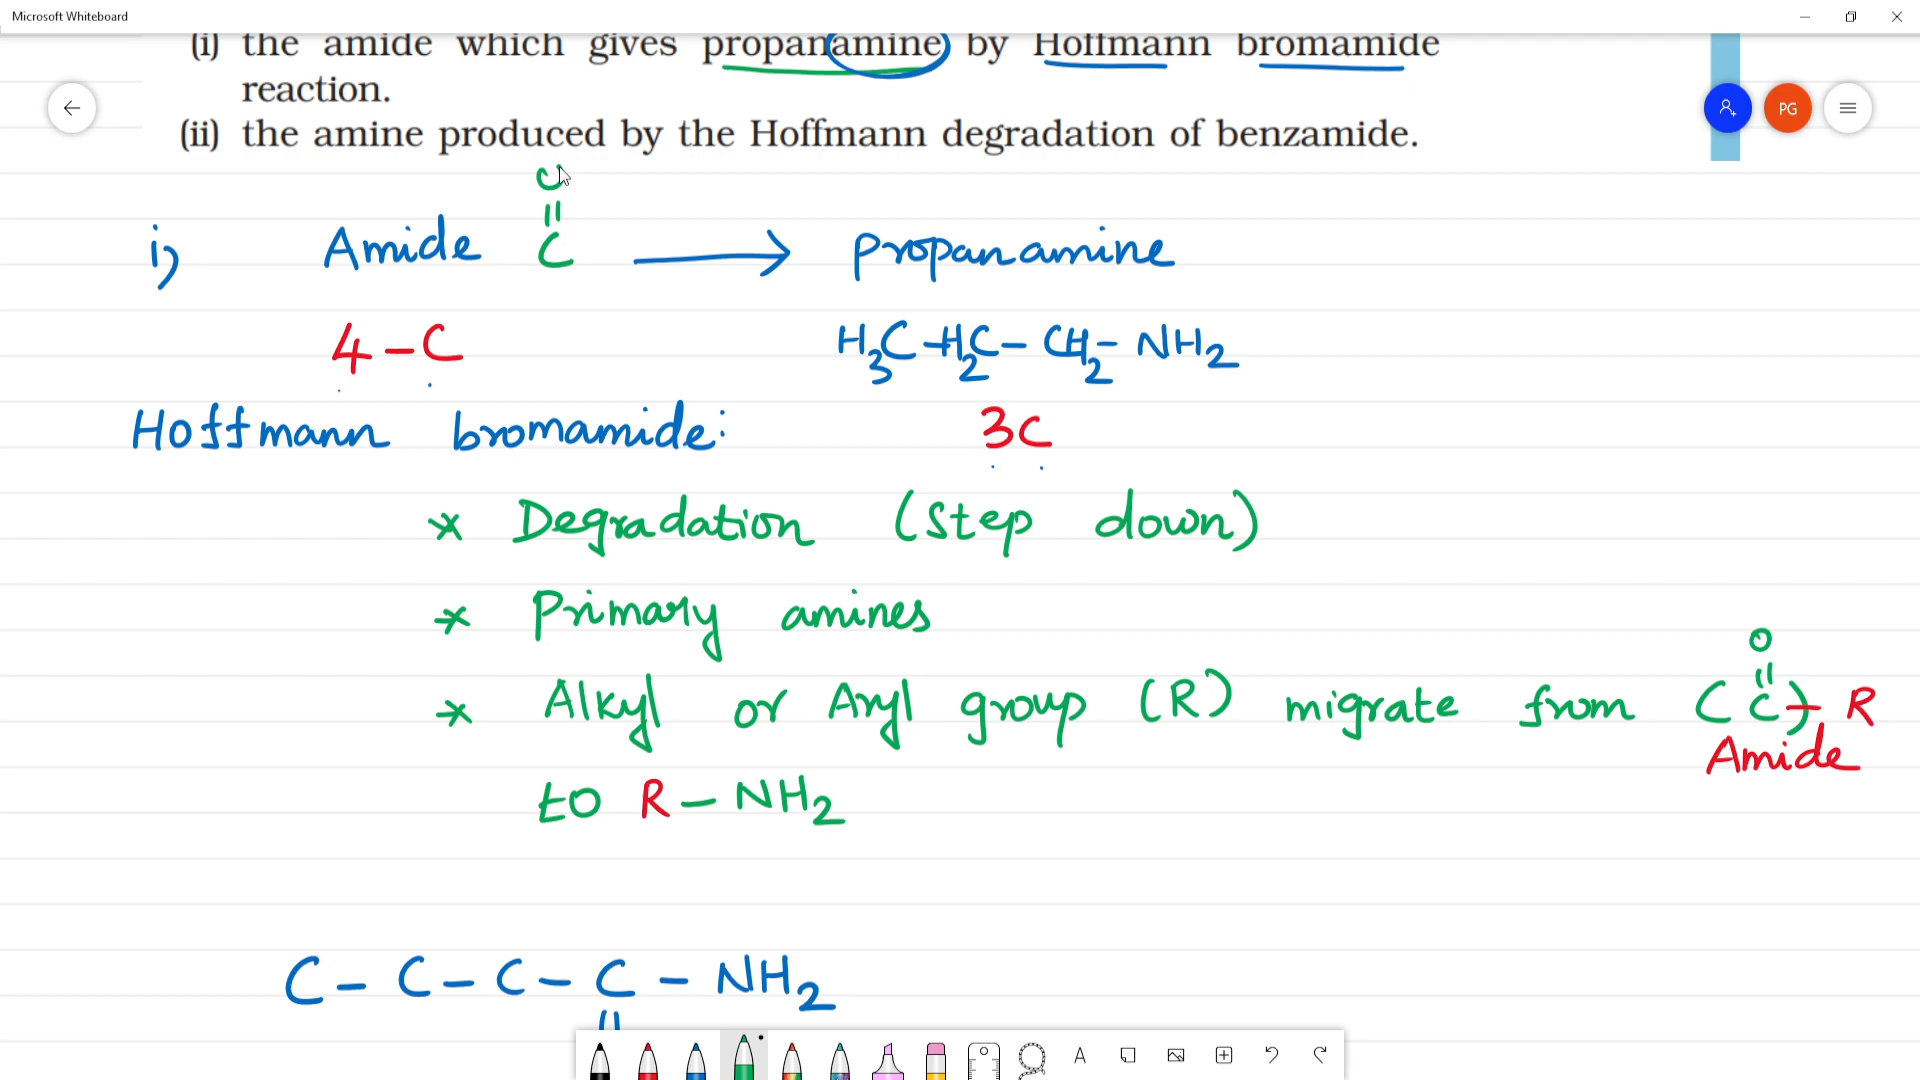 Microsoft Whiteboard
(i) the amide which gives propanamine by Hoffmann bromamide
reaction.
(ii) the amine produced by the Hoffmann degradation of benzamide.
PG
O
||
i) Amide C ⟶ Propanamine
4 – C H3C – H2C – CH2 – NH2
Hoffmann bromamide: 3C
* Degradation (Step down)
* Primary amines
O
||
* Alkyl or Aryl group (R) migrate from (C) – R
Amide
to R – NH2
C – C – C – C – NH2
||
A